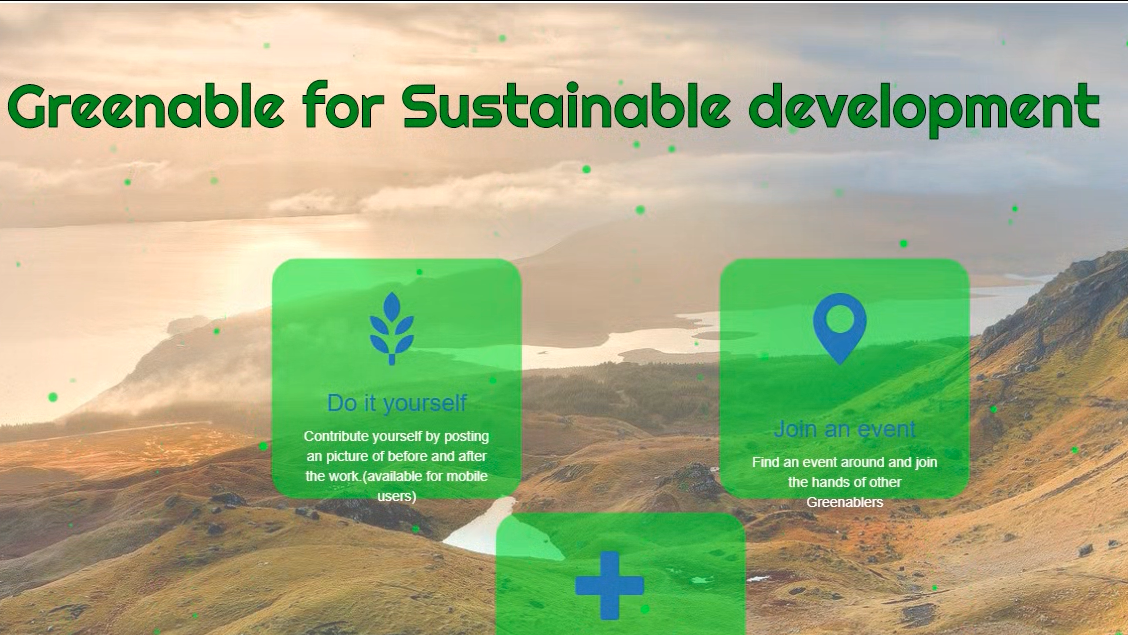 Greenable for Sustainable development
Do it yourself
Contribute yourself by posting
an picture of before and after
the work.(available for mobile
users)
Join an event
Find an event around and join
the hands of other
Greenablers